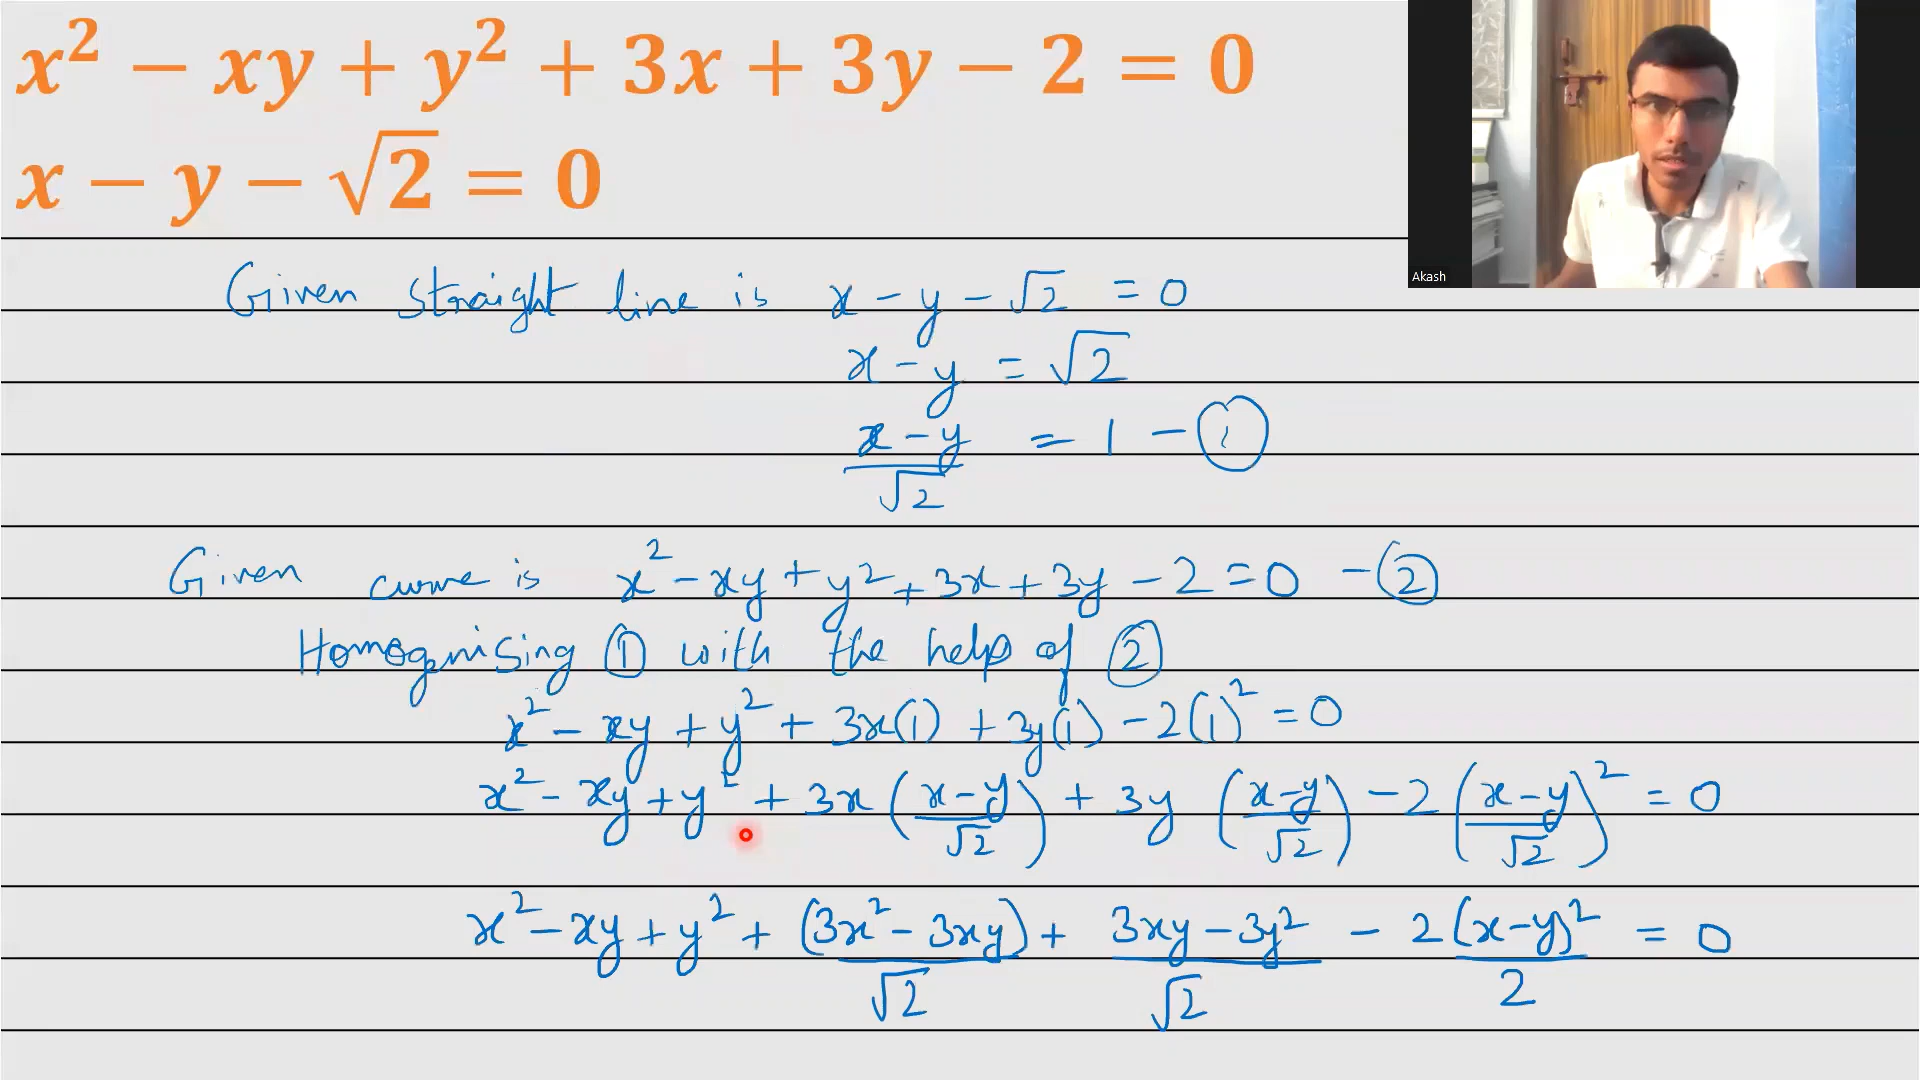 x² − xy + y² + 3x + 3y − 2 = 0
x − y − √2 = 0
Akash
Given straight line is x − y − √2 = 0
x − y = √2
(x − y)/√2 = 1 − ①
Given curve is x² − xy + y² + 3x + 3y − 2 = 0 − ②
Homogenising ① with the help of ②
x² − xy + y² + 3x(1) + 3y(1) − 2(1)² = 0
x² − xy + y² + 3x((x−y)/√2) + 3y((x−y)/√2) − 2((x−y)/√2)² = 0
x² − xy + y² + (3x² − 3xy)/√2 + (3xy − 3y²)/√2 − 2(x−y)²/2 = 0